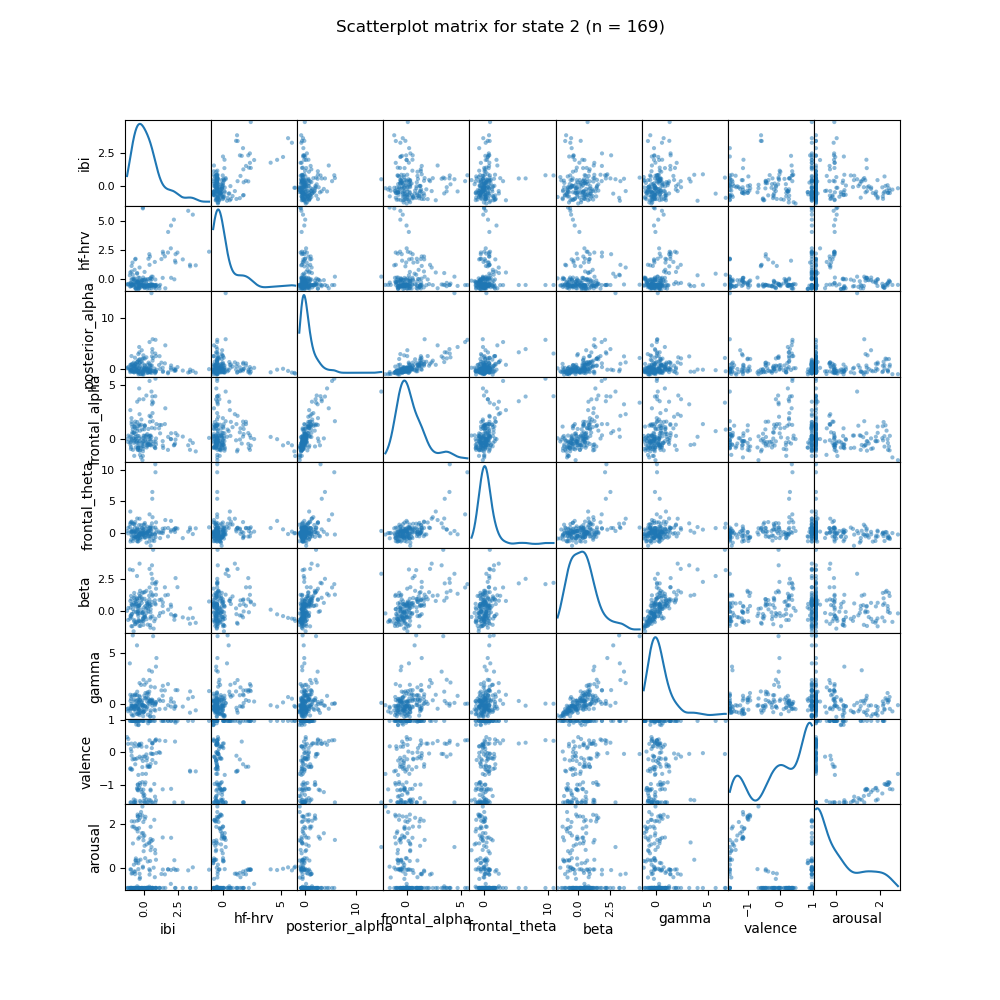 Scatterplot matrix for state 2 (n = 169)
ibi
2.5
0.0
hf-hrv
5.0
2.5
0.0
posterior_alpha
10
0
frontal_alpha
5
0
frontal_theta
10
5
0
beta
2.5
0.0
gamma
5
0
valence
1
0
−1
arousal
2
0
0.0 2.5 0 5 0 10 0 5 0 10 0.0 2.5 0 5 −1 0 1 0 2
ibi hf-hrv posterior_alpha frontal_alpha frontal_theta beta gamma valence arousal